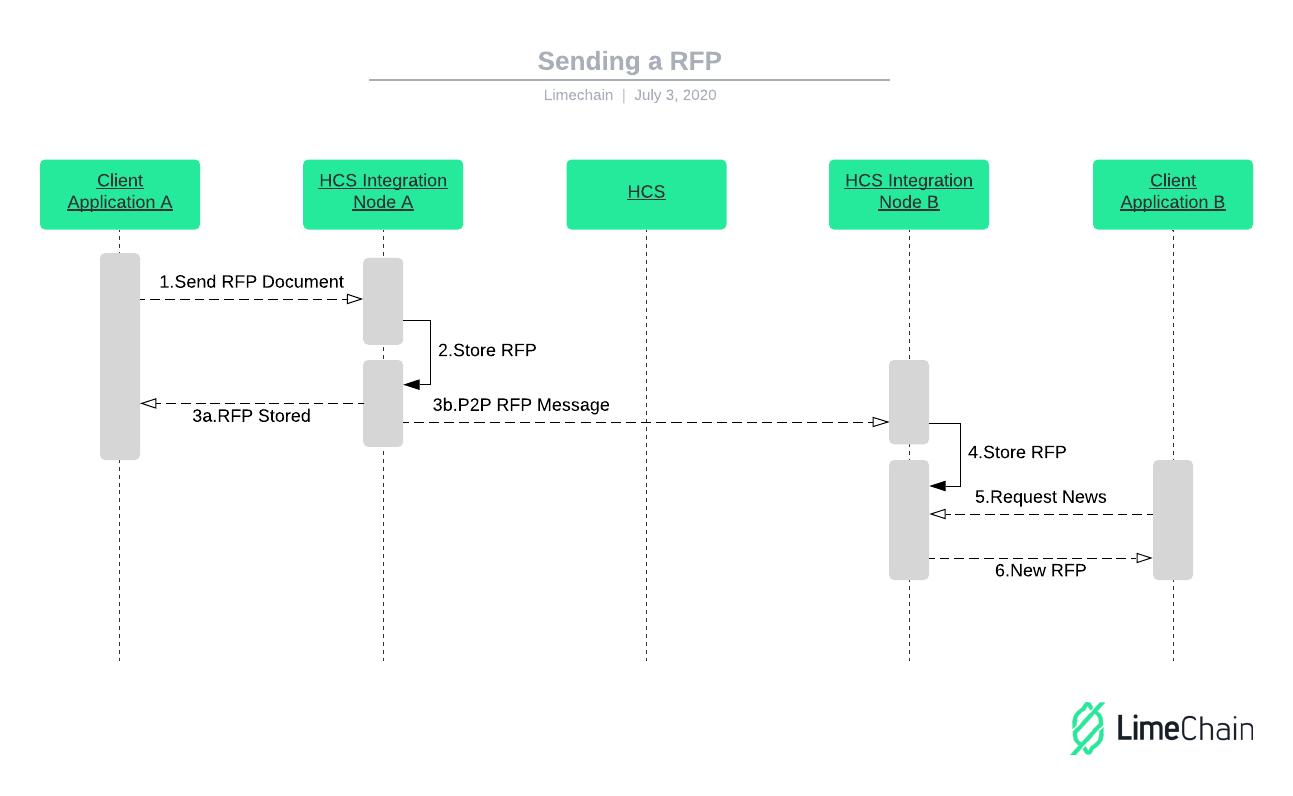 Sending a RFP
Limechain | July 3, 2020
Client
Application A
HCS Integration
Node A
HCS
HCS Integration
Node B
Client
Application B
1.Send RFP Document
2.Store RFP
3a.RFP Stored
3b.P2P RFP Message
4.Store RFP
5.Request News
6.New RFP
LimeChain